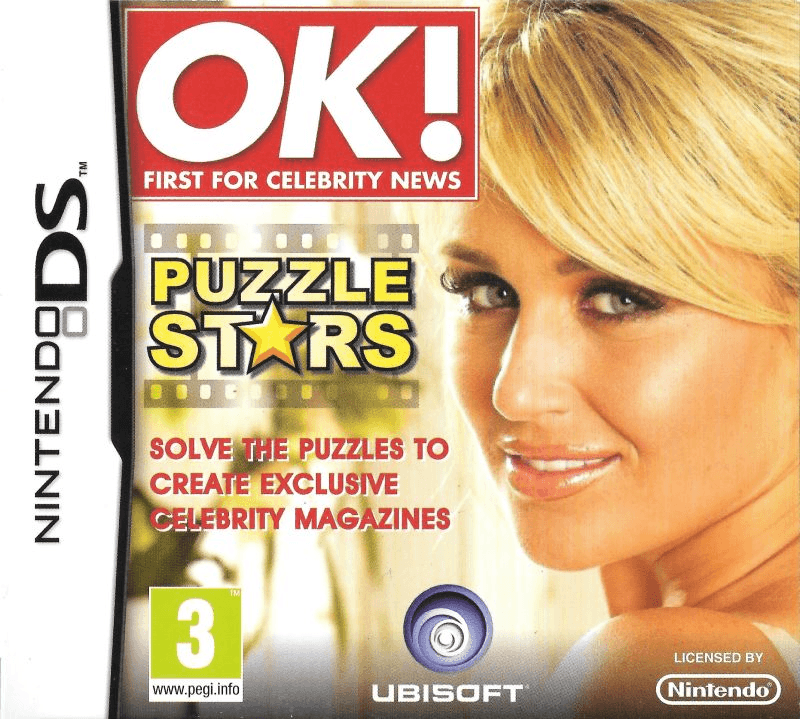 NINTENDO DS™
OK!
FIRST FOR CELEBRITY NEWS
PUZZLE
STARS
SOLVE THE PUZZLES TO
CREATE EXCLUSIVE
CELEBRITY MAGAZINES
3™
www.pegi.info
UBISOFT®
LICENSED BY
Nintendo®